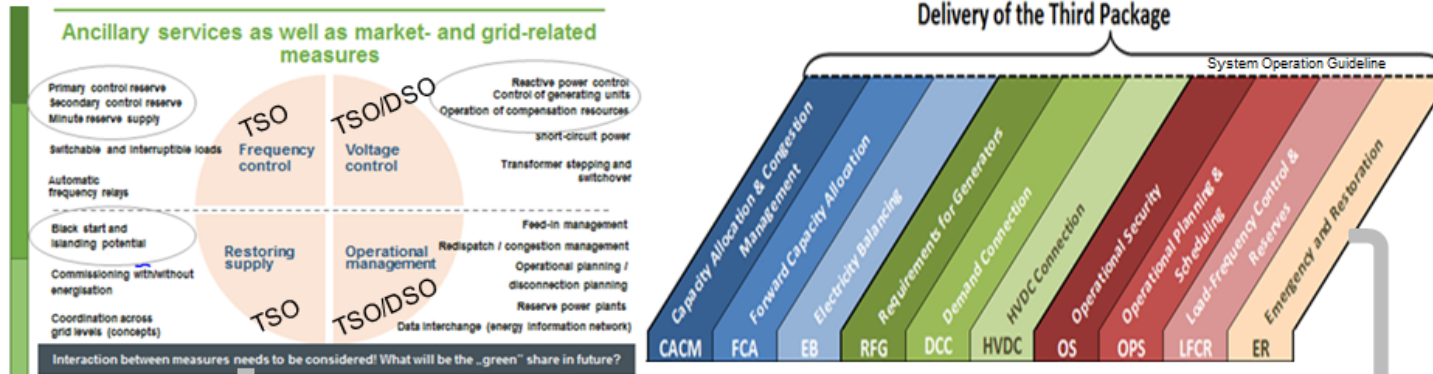 Ancillary services as well as market- and grid-related
measures
Primary control reserve
Secondary control reserve
Minute reserve supply
Switchable and interruptible loads
Automatic
frequency relays
TSO
Frequency
control
TSO/DSO
Voltage
control
Reactive power control
Control of generating units
Operation of compensation resources
Short-circuit power
Transformer stepping and
switchover
Black start and
islanding potential
Commissioning with/without
energisation
Coordination across
grid levels (concepts)
Restoring
supply
TSO
Operational
management
TSO/DSO
Feed-in management
Redispatch / congestion management
Operational planning /
disconnection planning
Reserve power plants
Data Interchange (energy information network)
Interaction between measures needs to be considered! What will be the „green" share in future?
Delivery of the Third Package
System Operation Guideline
Capacity Allocation & Congestion
Management
Forward Capacity Allocation
Electricity Balancing
Requirements for Generators
Demand Connection
HVDC Connection
Operational Security
Operational Planning &
Scheduling
Load-Frequency Control &
Reserves
Emergency and Restoration
CACM
FCA
EB
RFG
DCC
HVDC
OS
OPS
LFCR
ER